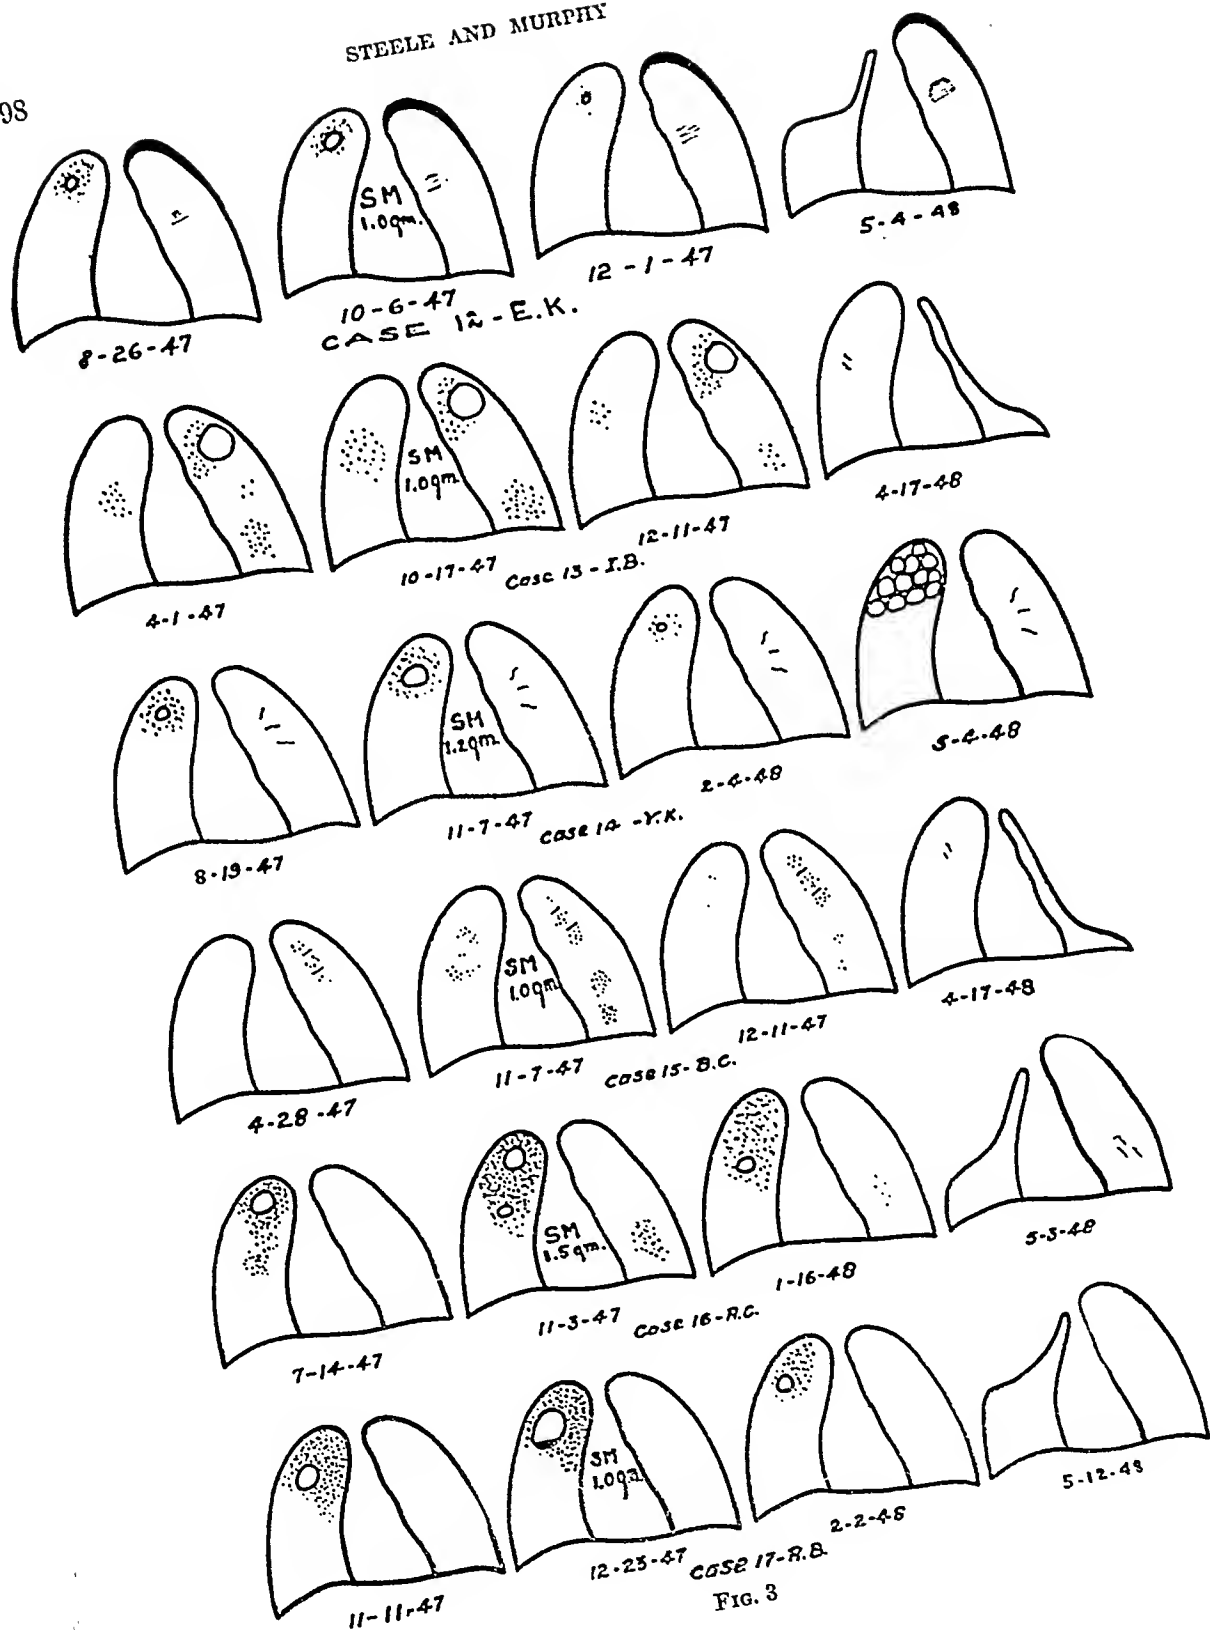 STEELE AND MURPHY
98
SM
1.0gm.
8-26-47
10-6-47
12-1-47
5-4-48
CASE 12-E.K.
SM
1.0gm.
4-1-47
10-17-47
12-11-47
4-17-48
Case 13-I.B.
SM
1.2gm.
8-19-47
11-7-47
2-4-48
5-4-48
Case 14-Y.K.
SM
1.0gm.
4-28-47
11-7-47
12-11-47
4-17-48
Case 15-B.C.
SM
1.5gm.
7-14-47
11-3-47
1-16-48
5-3-48
Case 16-R.C.
SM
1.0gm.
11-11-47
12-23-47
2-2-48
5-12-48
Case 17-R.B.
FIG. 3